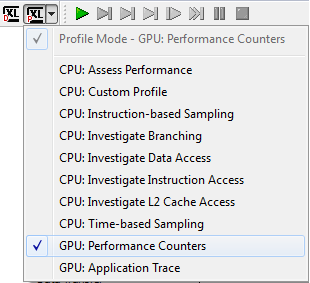 XL
XL
Profile Mode - GPU: Performance Counters
CPU: Assess Performance
CPU: Custom Profile
CPU: Instruction-based Sampling
CPU: Investigate Branching
CPU: Investigate Data Access
CPU: Investigate Instruction Access
CPU: Investigate L2 Cache Access
CPU: Time-based Sampling
GPU: Performance Counters
GPU: Application Trace